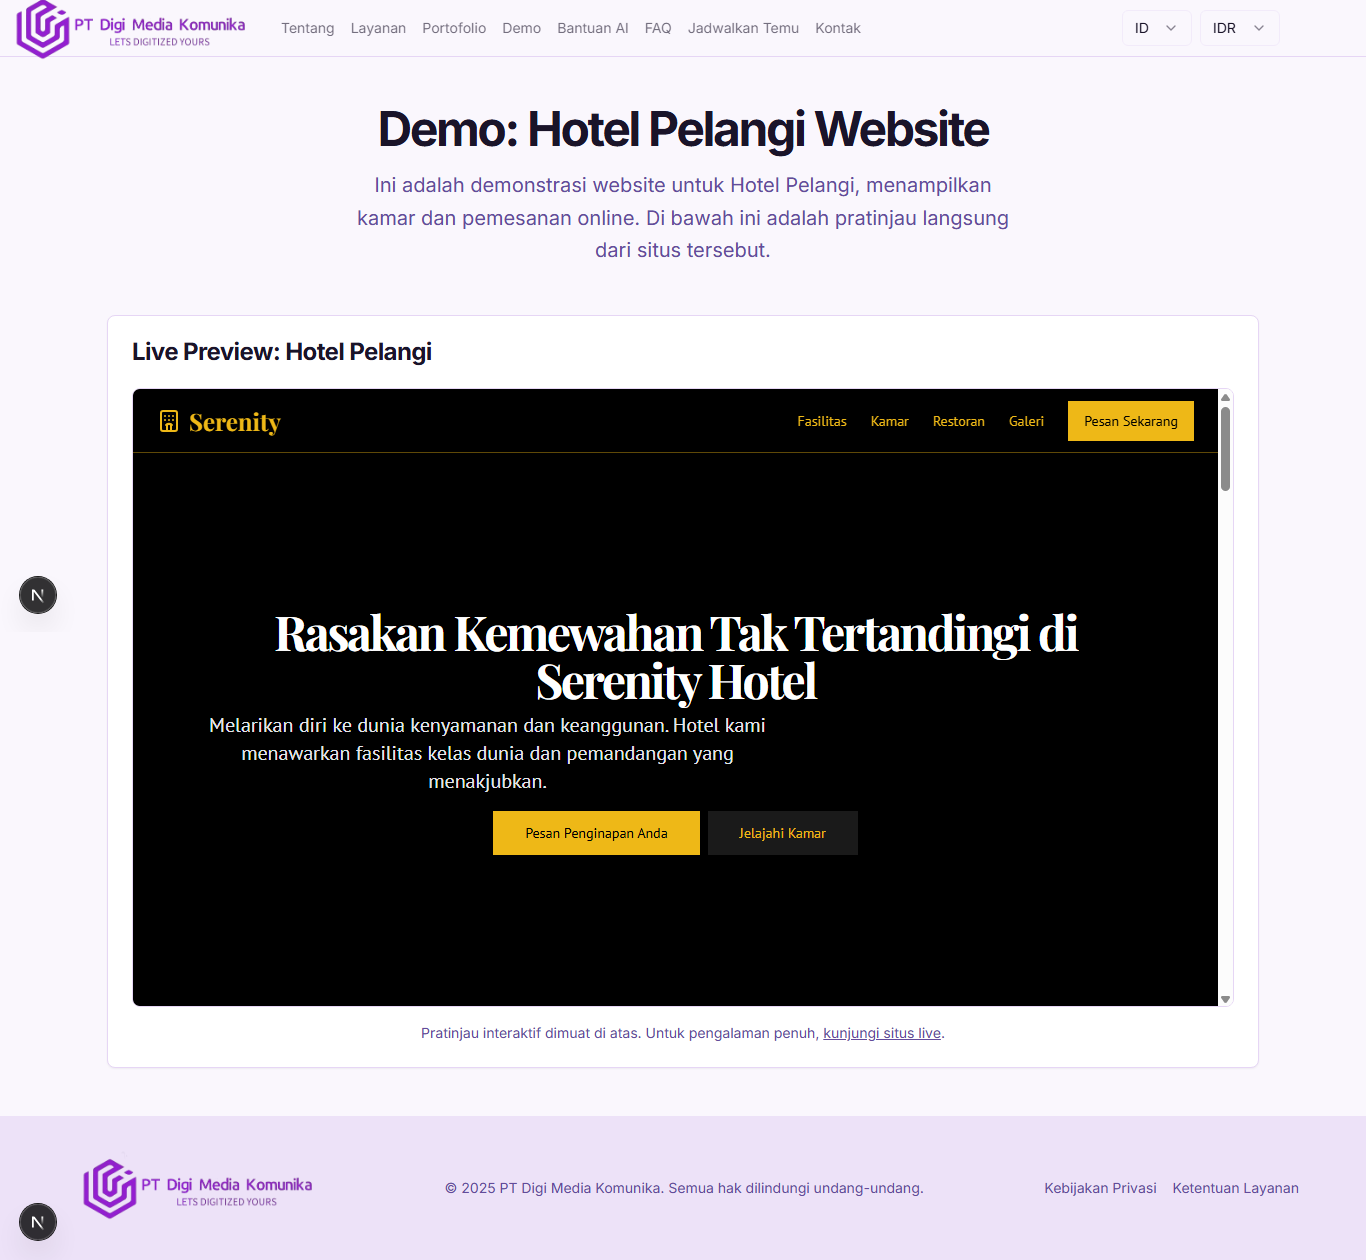 PT Digi Media Komunika
LETS DIGITIZED YOURS
Tentang Layanan Portofolio Demo Bantuan AI FAQ Jadwalkan Temu Kontak
ID IDR
Demo: Hotel Pelangi Website
Ini adalah demonstrasi website untuk Hotel Pelangi, menampilkan
kamar dan pemesanan online. Di bawah ini adalah pratinjau langsung
dari situs tersebut.
Live Preview: Hotel Pelangi
Serenity
Fasilitas Kamar Restoran Galeri Pesan Sekarang
Rasakan Kemewahan Tak Tertandingi di
Serenity Hotel
Melarikan diri ke dunia kenyamanan dan keanggunan. Hotel kami
menawarkan fasilitas kelas dunia dan pemandangan yang
menakjubkan.
Pesan Penginapan Anda Jelajahi Kamar
Pratinjau interaktif dimuat di atas. Untuk pengalaman penuh, kunjungi situs live.
N
PT Digi Media Komunika
LETS DIGITIZED YOURS
© 2025 PT Digi Media Komunika. Semua hak dilindungi undang-undang.
Kebijakan Privasi Ketentuan Layanan
N